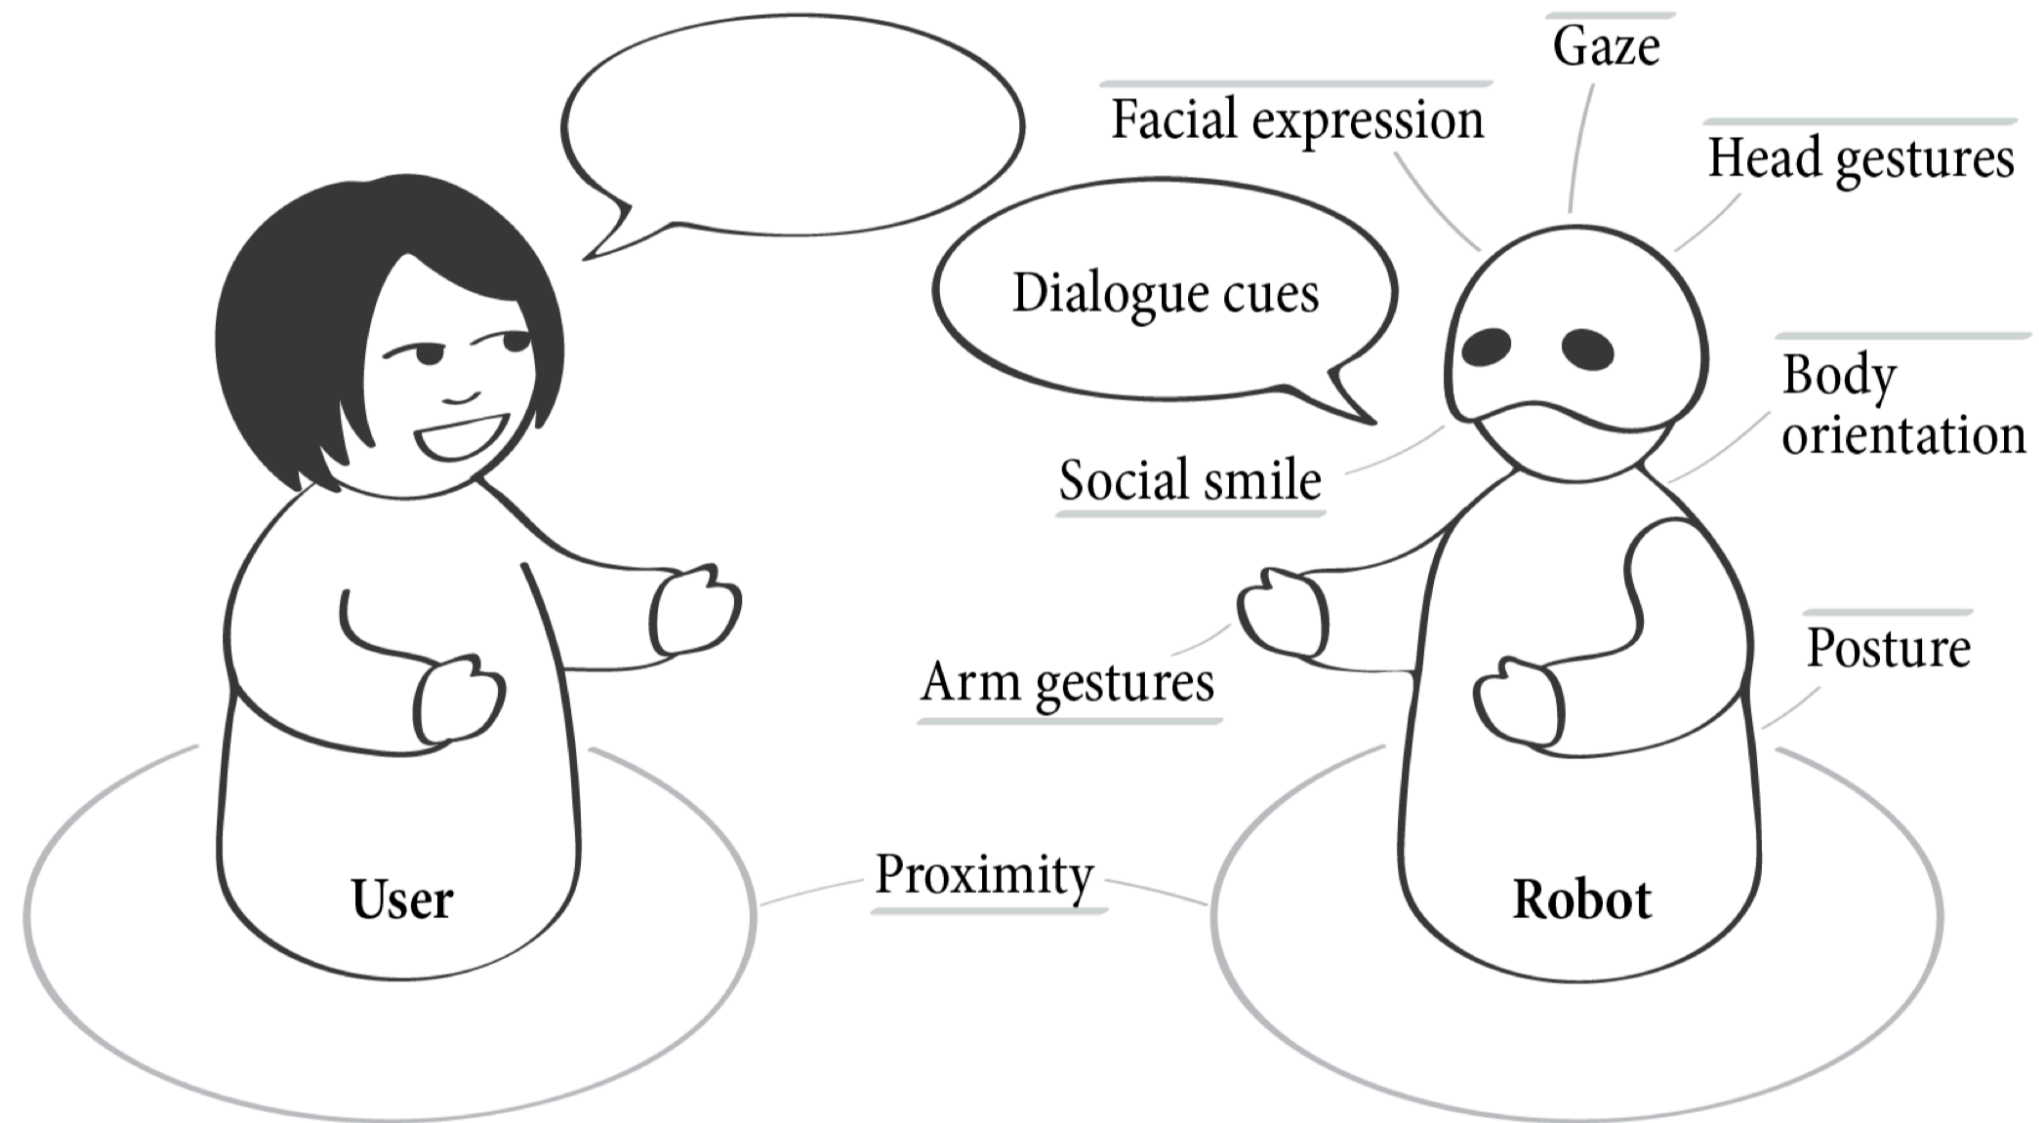 Gaze
Facial expression
Head gestures
Dialogue cues
Body
orientation
Social smile
Posture
Arm gestures
Proximity
User
Robot